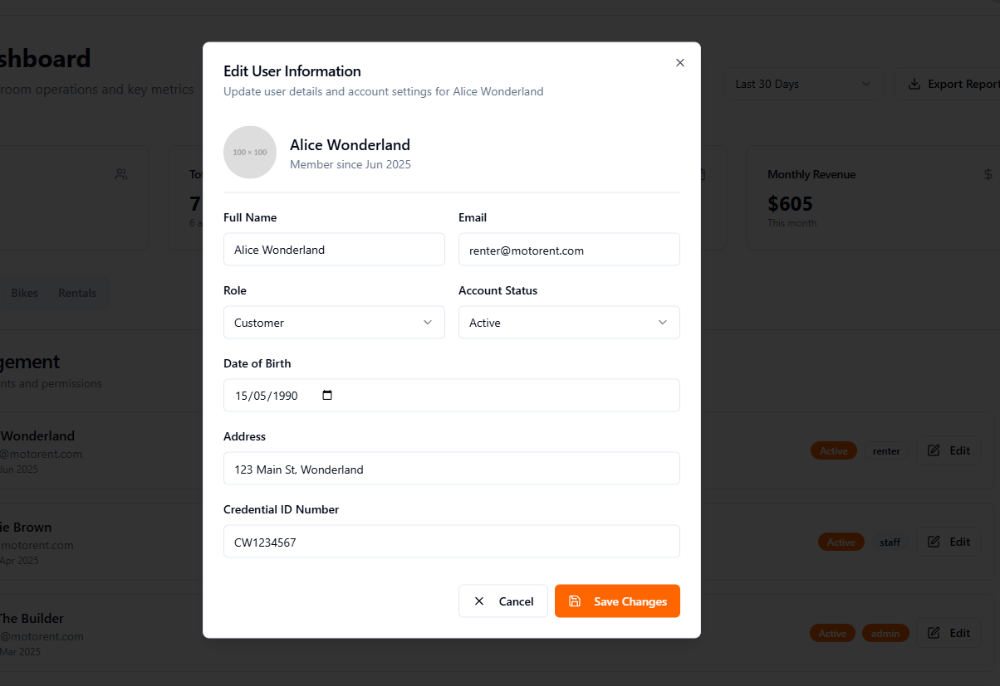 shboard
room operations and key metrics
Last 30 Days
Export Report
Edit User Information
Update user details and account settings for Alice Wonderland
100 × 100
Alice Wonderland
Member since Jun 2025
Monthly Revenue
$605
This month
Full Name
Email
Alice Wonderland
renter@motorent.com
Bikes
Rentals
Role
Account Status
Customer
Active
gement
nts and permissions
Date of Birth
15/05/1990
Address
123 Main St, Wonderland
Credential ID Number
CW1234567
Cancel
Save Changes
Wonderland
@motorent.com
Jun 2025
Active
renter
Edit
ie Brown
motorent.com
Apr 2025
Active
staff
Edit
The Builder
@motorent.com
Mar 2025
Active
admin
Edit